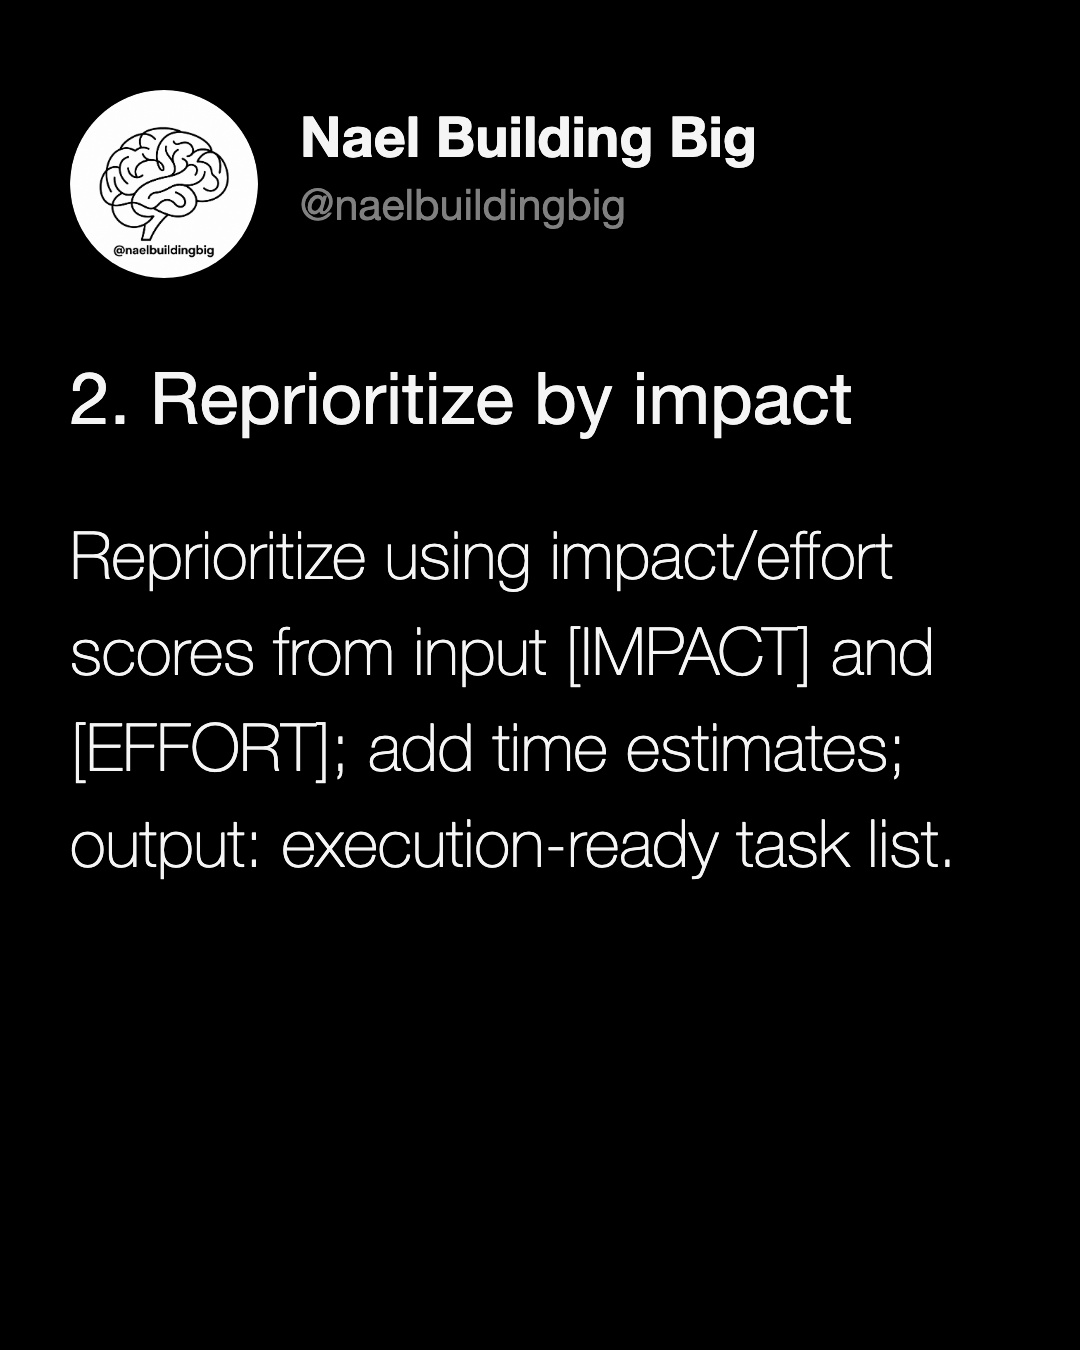 Nael Building Big
@naelbuildingbig
@naelbuildingbig
2. Reprioritize by impact
Reprioritize using impact/effort
scores from input [IMPACT] and
[EFFORT]; add time estimates;
output: execution-ready task list.